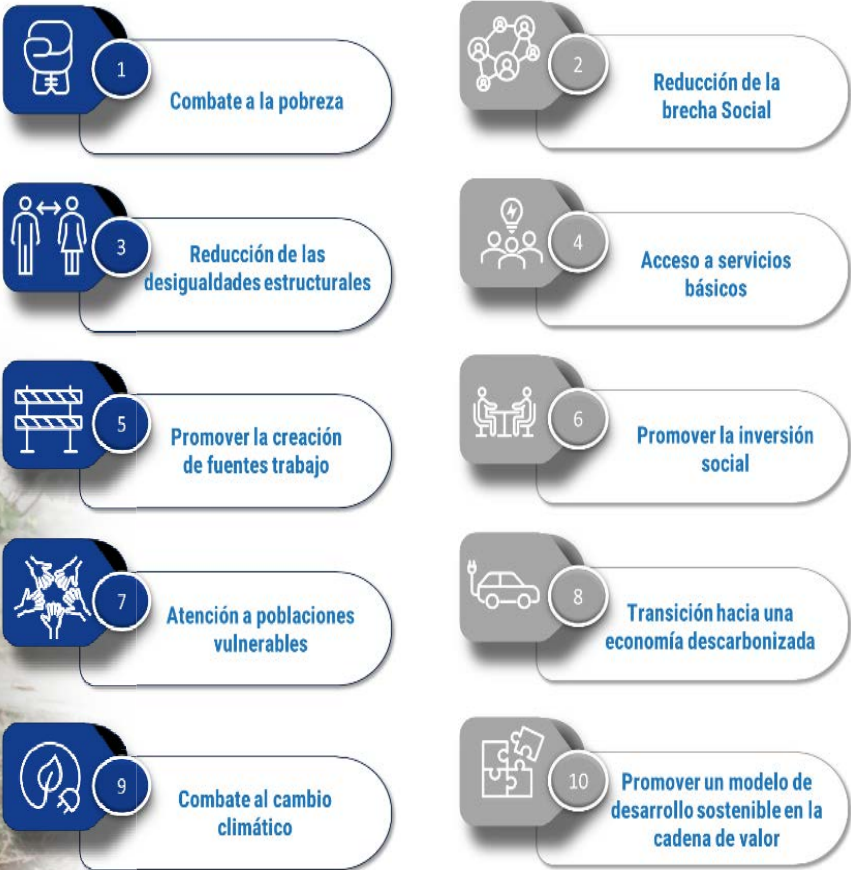 1
Combate a la pobreza
2
Reducción de la
brecha Social
3
Reducción de las
desigualdades estructurales
4
Acceso a servicios
básicos
5
Promover la creación
de fuentes trabajo
6
Promover la inversión
social
7
Atención a poblaciones
vulnerables
8
Transición hacia una
economía descarbonizada
9
Combate al cambio
climático
10
Promover un modelo de
desarrollo sostenible en la
cadena de valor